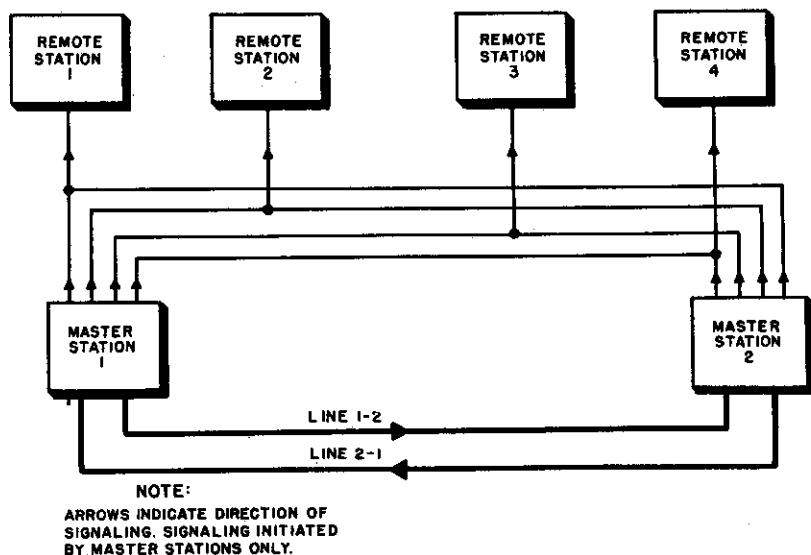 REMOTE
STATION
1
REMOTE
STATION
2
REMOTE
STATION
3
REMOTE
STATION
4
MASTER
STATION
1
MASTER
STATION
2
LINE 1-2
LINE 2-1
NOTE:
ARROWS INDICATE DIRECTION OF
SIGNALING. SIGNALING INITIATED
BY MASTER STATIONS ONLY.